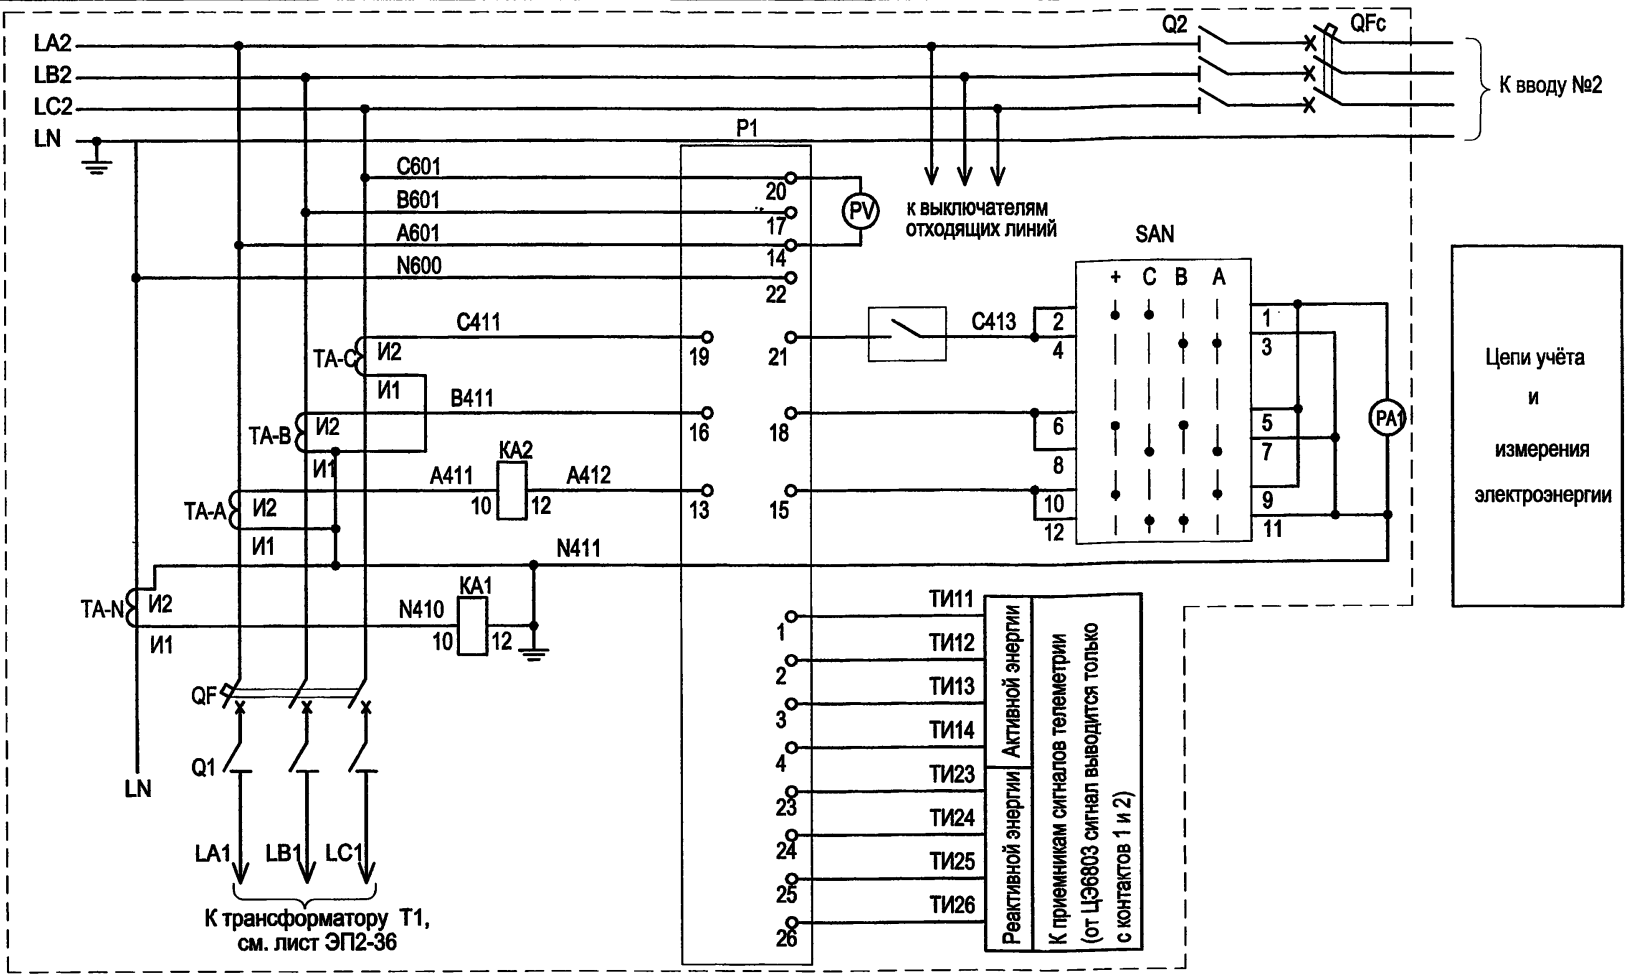 Q2
QFc
LA2
LB2
LC2
LN
К вводу №2
P1
C601
B601
A601
N600
20
17
14
22
PV
к выключателям
отходящих линий
SAN
+ C B A
C411
19
21
C413
2
4
1
3
TA-C
И2
И1
B411
16
18
6
8
5
7
PA1
TA-B
И2
И1
KA2
A411
10
12
A412
13
15
10
12
9
11
TA-A
И2
И1
N411
TA-N
И2
И1
KA1
N410
10
12
Цепи учёта
и
измерения
электроэнергии
1
2
3
4
23
24
25
26
ТИ11
ТИ12
ТИ13
ТИ14
ТИ23
ТИ24
ТИ25
ТИ26
Активной энергии
Реактивной энергии
К приемникам сигналов телеметрии
(от ЦЭ6803 сигнал выводится только
с контактов 1 и 2)
QF
Q1
LN
LA1
LB1
LC1
К трансформатору Т1,
см. лист ЭП2-36